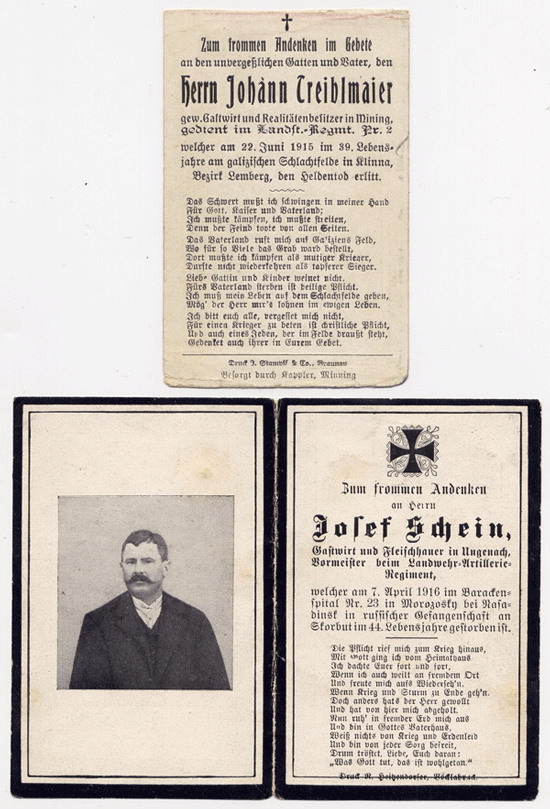 Zum frommen Andenken im Gebete
an den unvergeßlichen Gatten und Vater, den
Herrn Johann Treiblmaier
gew. Gastwirt und Realitätenbesitzer in Mining,
gedient im Landst.-Regmt. Nr. 2
welcher am 22. Juni 1915 im 39. Lebens-
jahre am galizischen Schlachtfelde in Klinna,
Bezirk Lemberg, den Heldentod erlitt.
Das Schwert mußt ich schwingen in meiner Hand
Für Gott, Kaiser und Vaterland;
Ich mußte kämpfen, ich mußte streiten,
Denn der Feind tobte von allen Seiten.
Das Vaterland ruft mich auf Galiziens Feld,
Wo für so Viele das Grab ward bestellt,
Dort mußte ich kämpfen als mutiger Krieger,
Durfte nicht wiederkehren als tapferer Sieger.
Liebe Gattin und Kinder weinet nicht.
Fürs Vaterland sterben ist heilige Pflicht.
Ich muß mein Leben auf dem Schlachtfelde geben,
Mög' der Herr mir's lohnen im ewigen Leben.
Ich bitt euch alle, vergesset mich nicht,
Für einen Krieger zu beten ist christliche Pflicht,
Und auch eines Jeden, der im Felde draußt steht,
Gedenket auch ihrer in Eurem Gebet.
Druck J. Stampfl & Co., Braunau
Besorgt durch Kappler, Minning
Zum frommen Andenken
an Herrn
Josef Schein,
Gastwirt und Fleischhauer in Ungenach,
Vormeister beim Landwehr-Artillerie-
Regiment,
welcher am 7. April 1916 im Baracken-
spital Nr. 23 in Morozosky bei Rasa-
dinsk in russischer Gefangenschaft an
Skorbut im 44. Lebensjahre gestorben ist.
Die Pflicht rief mich zum Krieg hinaus,
Mit Gott ging ich vom Heimathaus
Ich dachte Euer fort und fort,
Wenn ich auch weilt an fremdem Ort
Und freute mich aufs Wiederseh'n.
Wenn Krieg und Sturm zu Ende geh'n.
Doch anders hat's der Herr gewollt
Und hat von hier mich abgeholt.
Nun ruh' in fremder Erd mich aus
Und bin in Gottes Vaterhaus,
Weiß nichts von Krieg und Erdenleid
Und bin von jeder Sorg befreit,
Drum tröstet, Liebe, Euch daran:
„Was Gott tut, das ist wohlgetan."
Druck R. Heitzendorfer, Vöcklabruck.